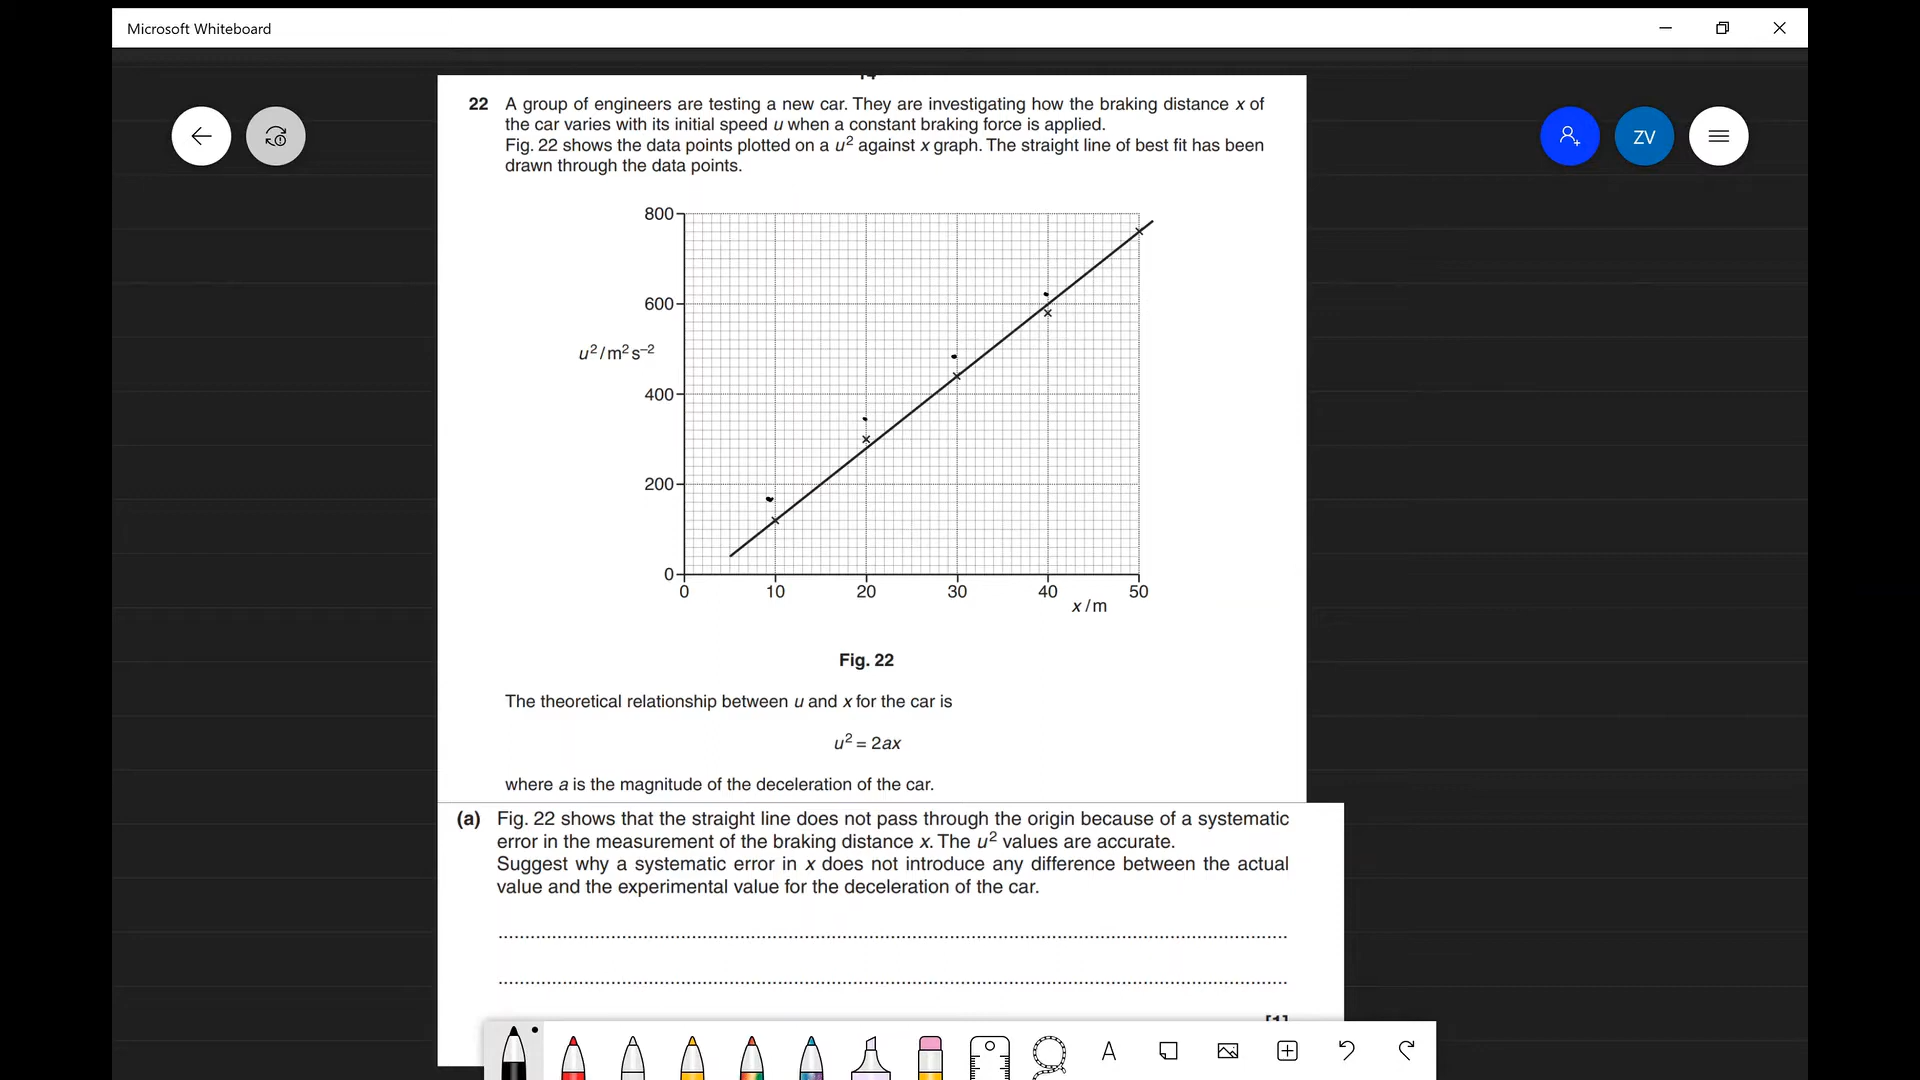 Microsoft Whiteboard
ZV
22 A group of engineers are testing a new car. They are investigating how the braking distance x of
the car varies with its initial speed u when a constant braking force is applied.
Fig. 22 shows the data points plotted on a u² against x graph. The straight line of best fit has been
drawn through the data points.
800
600
u² / m² s⁻²
400
200
0
0 10 20 30 40 50
x / m
Fig. 22
The theoretical relationship between u and x for the car is
u² = 2ax
where a is the magnitude of the deceleration of the car.
(a) Fig. 22 shows that the straight line does not pass through the origin because of a systematic
error in the measurement of the braking distance x. The u² values are accurate.
Suggest why a systematic error in x does not introduce any difference between the actual
value and the experimental value for the deceleration of the car.
[1]